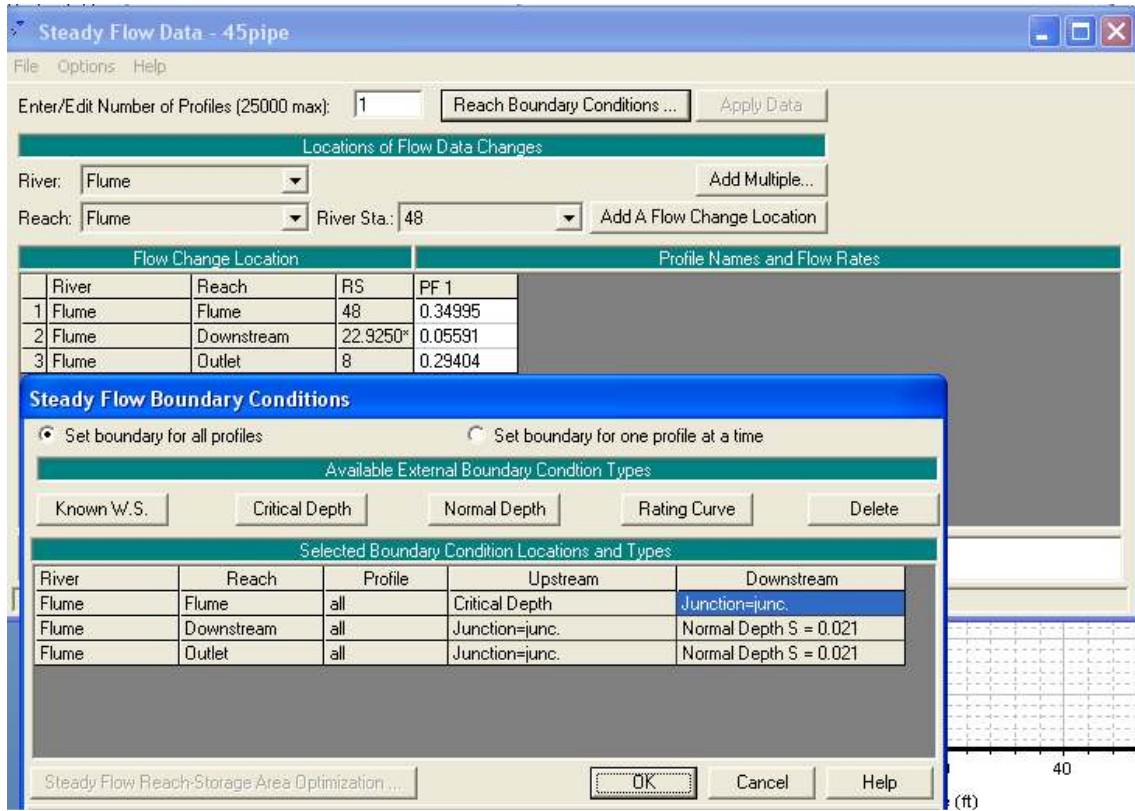 Steady Flow Data - 45pipe
File Options Help
Enter/Edit Number of Profiles (25000 max): 1 Reach Boundary Conditions ... Apply Data
Locations of Flow Data Changes
River: Flume Add Multiple...
Reach: Flume River Sta.: 48 Add A Flow Change Location
Flow Change Location Profile Names and Flow Rates
River Reach RS PF 1
1 Flume Flume 48 0.34995
2 Flume Downstream 22.9250* 0.05591
3 Flume Outlet 8 0.29404
Steady Flow Boundary Conditions
Set boundary for all profiles Set boundary for one profile at a time
Available External Boundary Condtion Types
Known W.S. Critical Depth Normal Depth Rating Curve Delete
Selected Boundary Condition Locations and Types
River Reach Profile Upstream Downstream
Flume Flume all Critical Depth Junction=junc.
Flume Downstream all Junction=junc. Normal Depth S = 0.021
Flume Outlet all Junction=junc. Normal Depth S = 0.021
Steady Flow Reach-Storage Area Optimization ... OK Cancel Help
40
(ft)